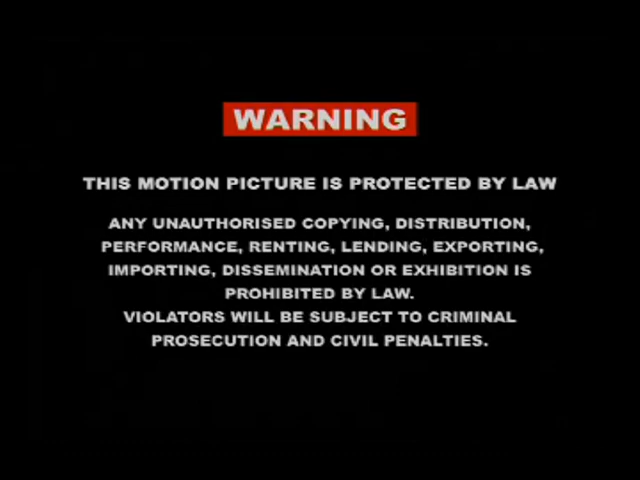 WARNING
THIS MOTION PICTURE IS PROTECTED BY LAW
ANY UNAUTHORISED COPYING, DISTRIBUTION,
PERFORMANCE, RENTING, LENDING, EXPORTING,
IMPORTING, DISSEMINATION OR EXHIBITION IS
PROHIBITED BY LAW.
VIOLATORS WILL BE SUBJECT TO CRIMINAL
PROSECUTION AND CIVIL PENALTIES.